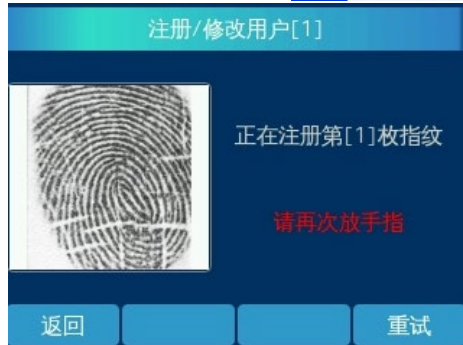 注册/修改用户[1]
正在注册第[1]枚指纹
请再次放手指
返回
重试